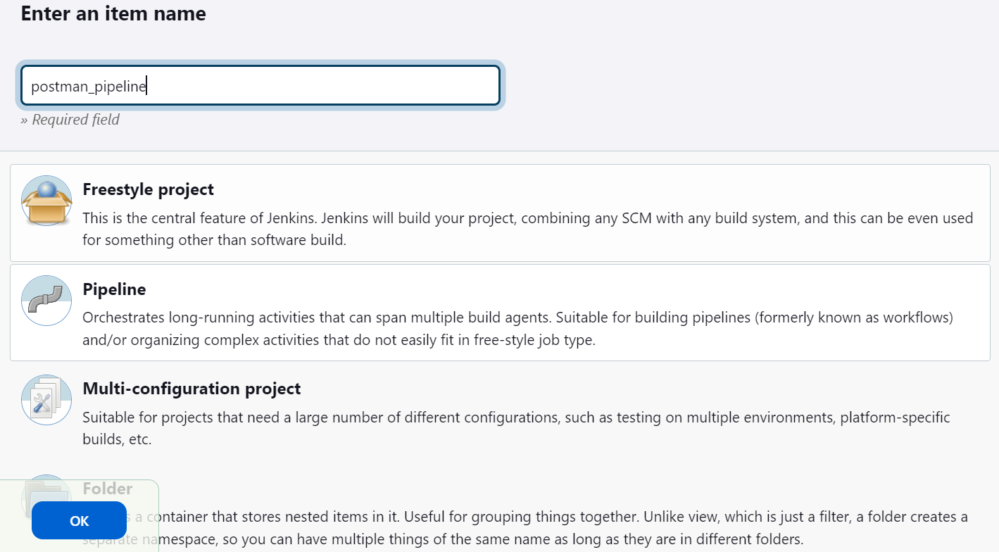 Enter an item name
postman_pipeline
» Required field
Freestyle project
This is the central feature of Jenkins. Jenkins will build your project, combining any SCM with any build system, and this can be even used
for something other than software build.
Pipeline
Orchestrates long-running activities that can span multiple build agents. Suitable for building pipelines (formerly known as workflows)
and/or organizing complex activities that do not easily fit in free-style job type.
Multi-configuration project
Suitable for projects that need a large number of different configurations, such as testing on multiple environments, platform-specific
builds, etc.
Folder
a container that stores nested items in it. Useful for grouping things together. Unlike view, which is just a filter, a folder creates a
OK
separate namespace, so you can have multiple things of the same name as long as they are in different folders.